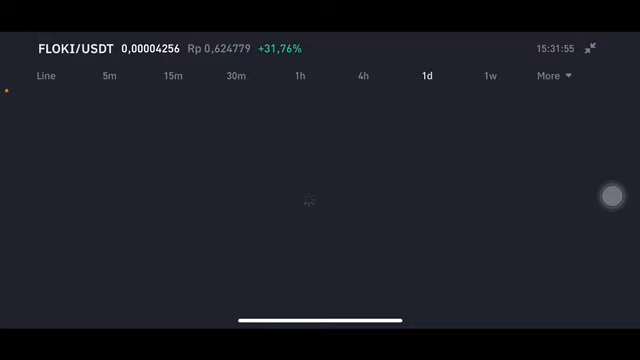 FLOKI/USDT 0,00004256 Rp 0,624779 +31,76% 15:31:55
Line 5m 15m 30m 1h 4h 1d 1w More